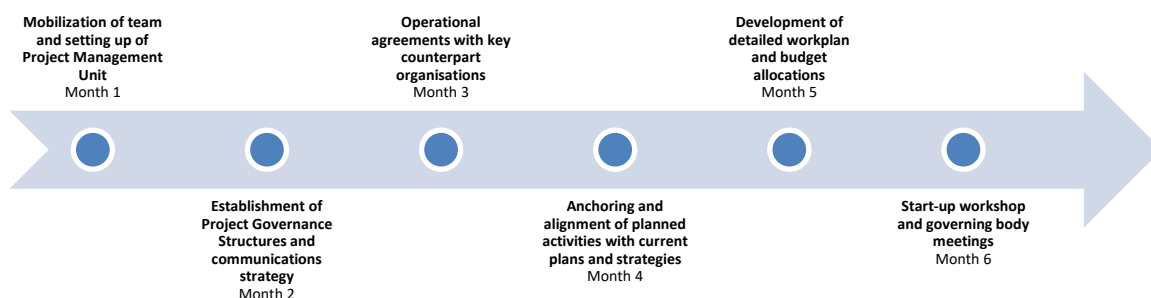 Mobilization of team
and setting up of
Project Management
Unit
Month 1
Establishment of
Project Governance
Structures and
communications
strategy
Month 2
Operational
agreements with key
counterpart
organisations
Month 3
Anchoring and
alignment of planned
activities with current
plans and strategies
Month 4
Development of
detailed workplan
and budget
allocations
Month 5
Start-up workshop
and governing body
meetings
Month 6